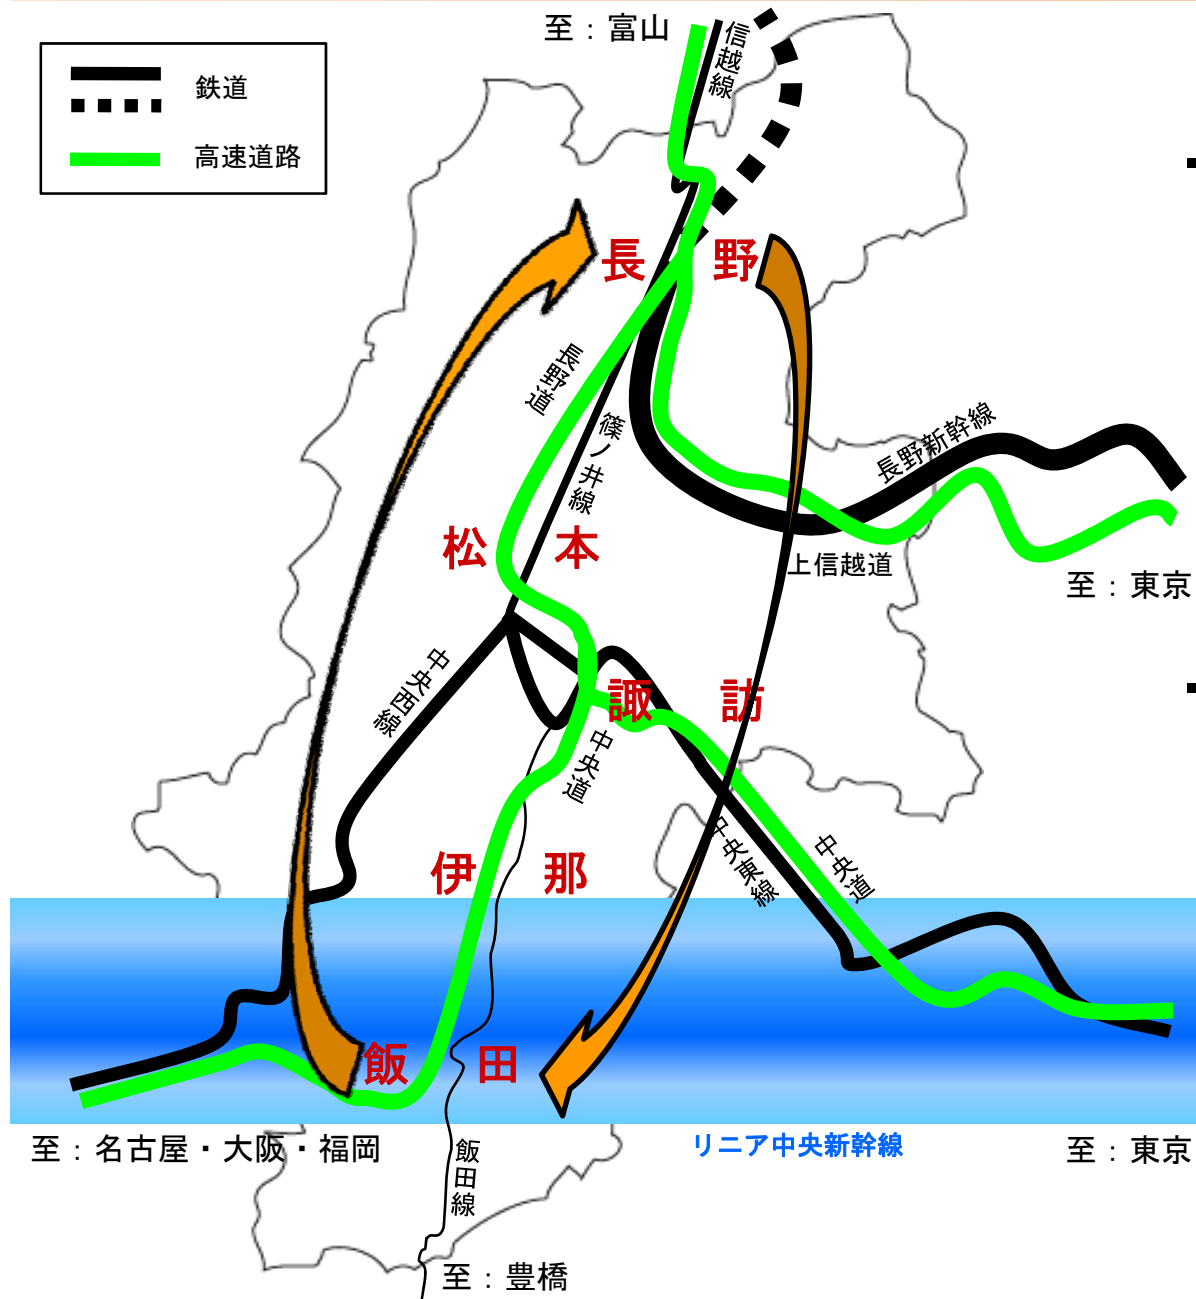 至：富山
信越線
鉄道
高速道路
長野
長野道
篠ノ井線
長野新幹線
松本
上信越道
至：東京
中央西線
諏訪
中央道
中央東線
中央道
伊那
飯田
至：名古屋・大阪・福岡
飯田線
リニア中央新幹線
至：東京
至：豊橋